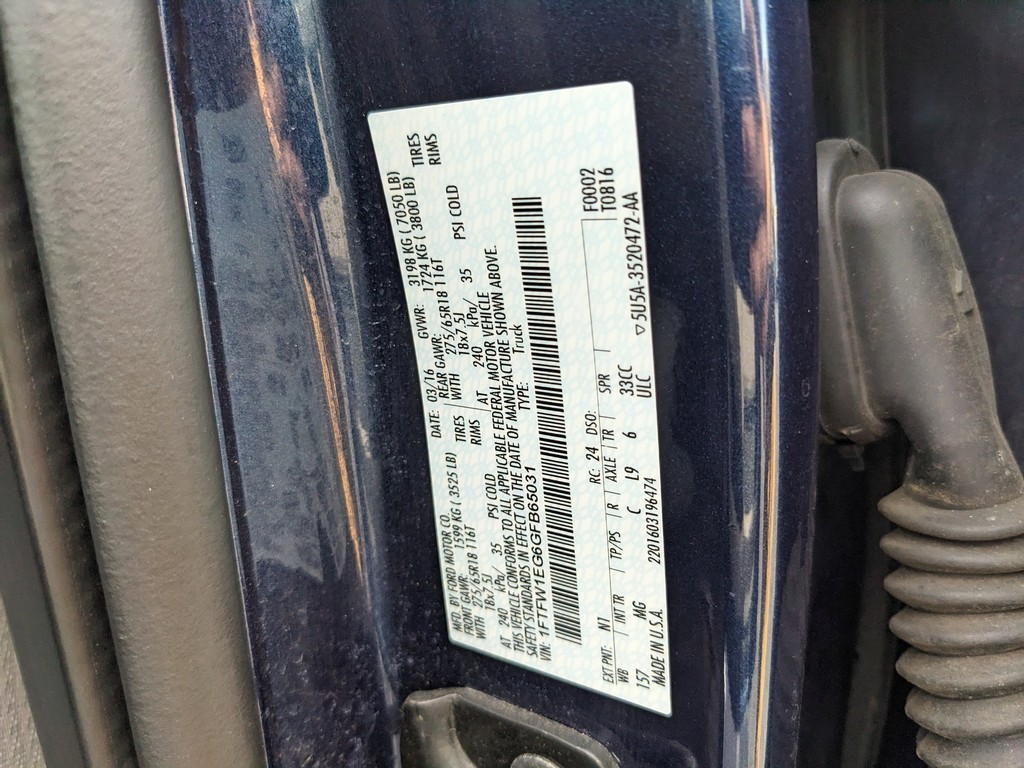 MFD. BY FORD MOTOR CO. DATE: 03/16 GVWR: 3198 KG ( 7050 LB)
FRONT GAWR: 1599 KG ( 3525 LB) REAR GAWR: 1724 KG ( 3800 LB)
WITH 275/65R18 116T TIRES WITH 275/65R18 116T TIRES
18x7.5J RIMS 18x7.5J RIMS
AT 240 kPa/ 35 PSI COLD AT 240 kPa/ 35 PSI COLD
THIS VEHICLE CONFORMS TO ALL APPLICABLE FEDERAL MOTOR VEHICLE
SAFETY STANDARDS IN EFFECT ON THE DATE OF MANUFACTURE SHOWN ABOVE.
VIN: 1FTFW1EG6GFB65031 TYPE: Truck
F0002
EXT PNT: N1 RC: 24 DSO: T0816
WB INT TR TP/PS R AXLE TR SPR
157 MG C L9 6 33CC
MADE IN U.S.A. 2201603196474 UILC ▽5U5A-3520472-AA